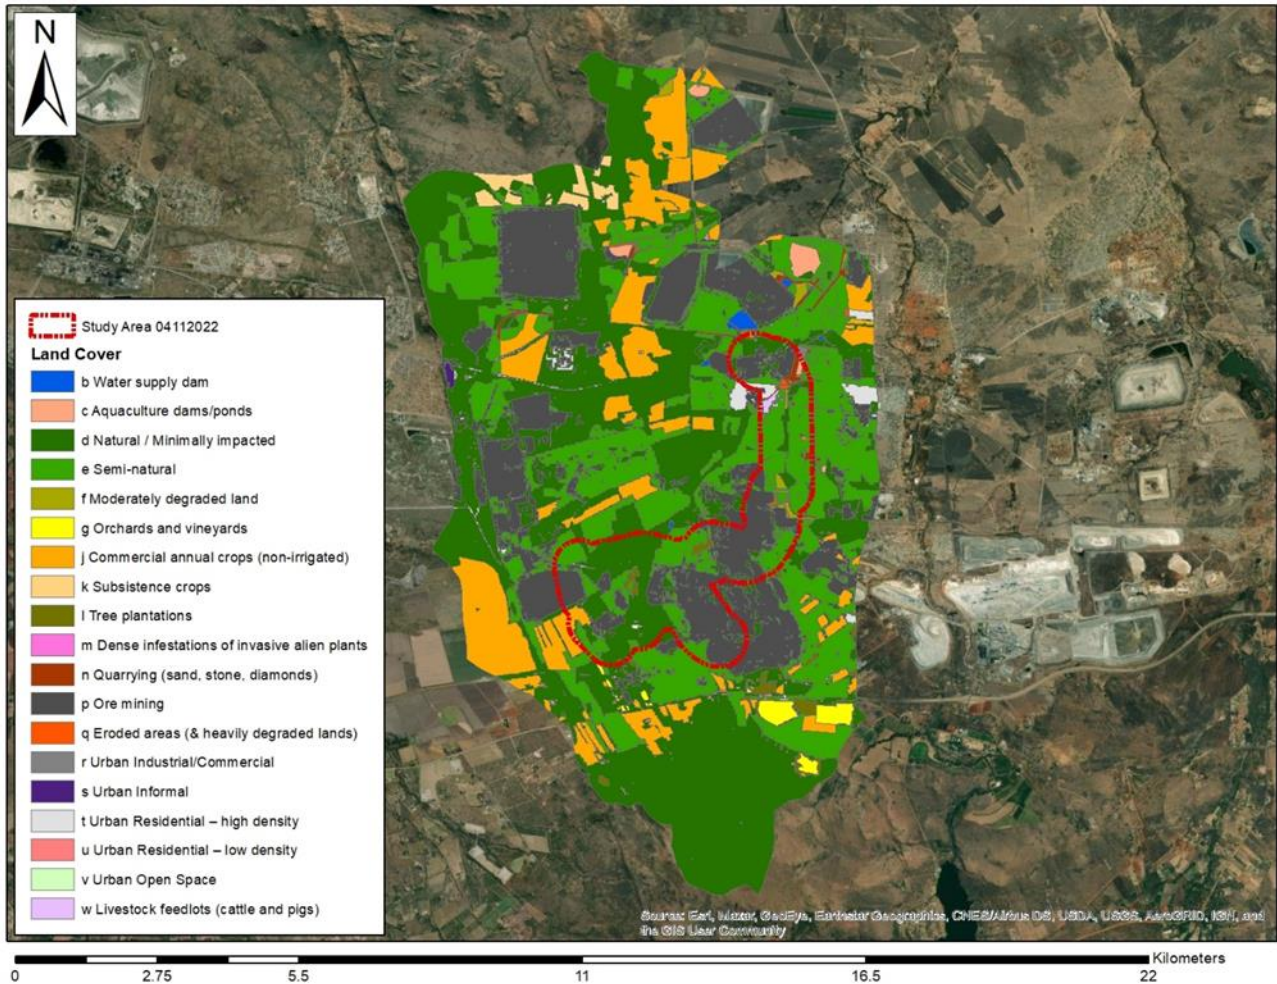 N
Study Area 04112022
Land Cover
b Water supply dam
c Aquaculture dams/ponds
d Natural / Minimally impacted
e Semi-natural
f Moderately degraded land
g Orchards and vineyards
j Commercial annual crops (non-irrigated)
k Subsistence crops
l Tree plantations
m Dense infestations of invasive alien plants
n Quarrying (sand, stone, diamonds)
p Ore mining
q Eroded areas (& heavily degraded lands)
r Urban Industrial/Commercial
s Urban Informal
t Urban Residential – high density
u Urban Residential – low density
v Urban Open Space
w Livestock feedlots (cattle and pigs)
Source: Esri, Maxar, GeoEye, Earthstar Geographics, CNES/Airbus DS, USDA, USGS, AeroGRID, IGN, and
the GIS User Community
Kilometers
0 2.75 5.5 11 16.5 22